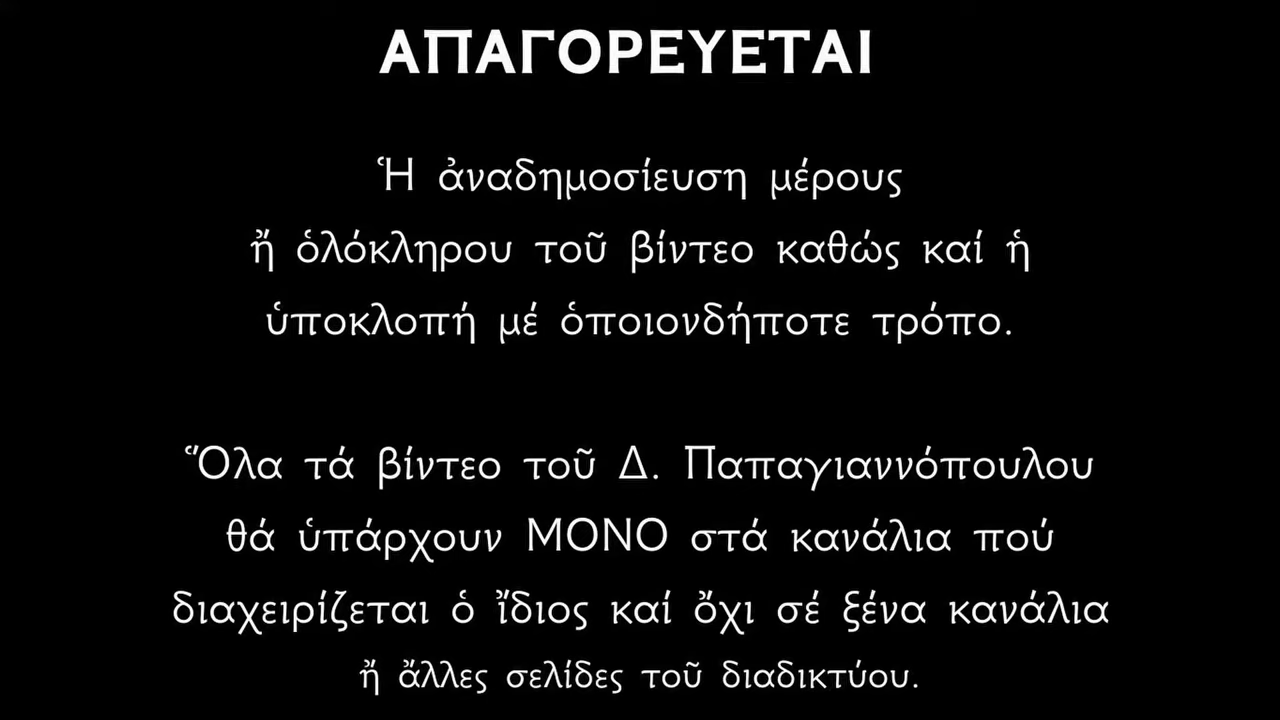 ΑΠΑΓΟΡΕΥΕΤΑΙ
Ἡ ἀναδημοσίευση μέρους
ἤ ὁλόκληρου τοῦ βίντεο καθώς καί ἡ
ὑποκλοπή μέ ὁποιονδήποτε τρόπο.
Ὅλα τά βίντεο τοῦ Δ. Παπαγιαννόπουλου
θά ὑπάρχουν ΜΟΝΟ στά κανάλια πού
διαχειρίζεται ὁ ἴδιος καί ὄχι σέ ξένα κανάλια
ἤ ἄλλες σελίδες τοῦ διαδικτύου.